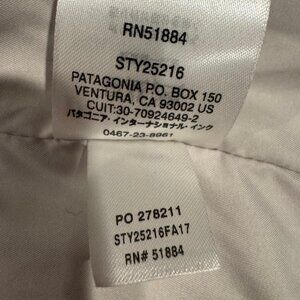 RN51884
STY25216
PATAGONIA P.O. BOX 150
VENTURA, CA 93002 US
CUIT:30-70924649-2
パタゴニア・インターナショナル・インク
0467-23-8961
PO 278211
STY25216FA17
RN# 51884